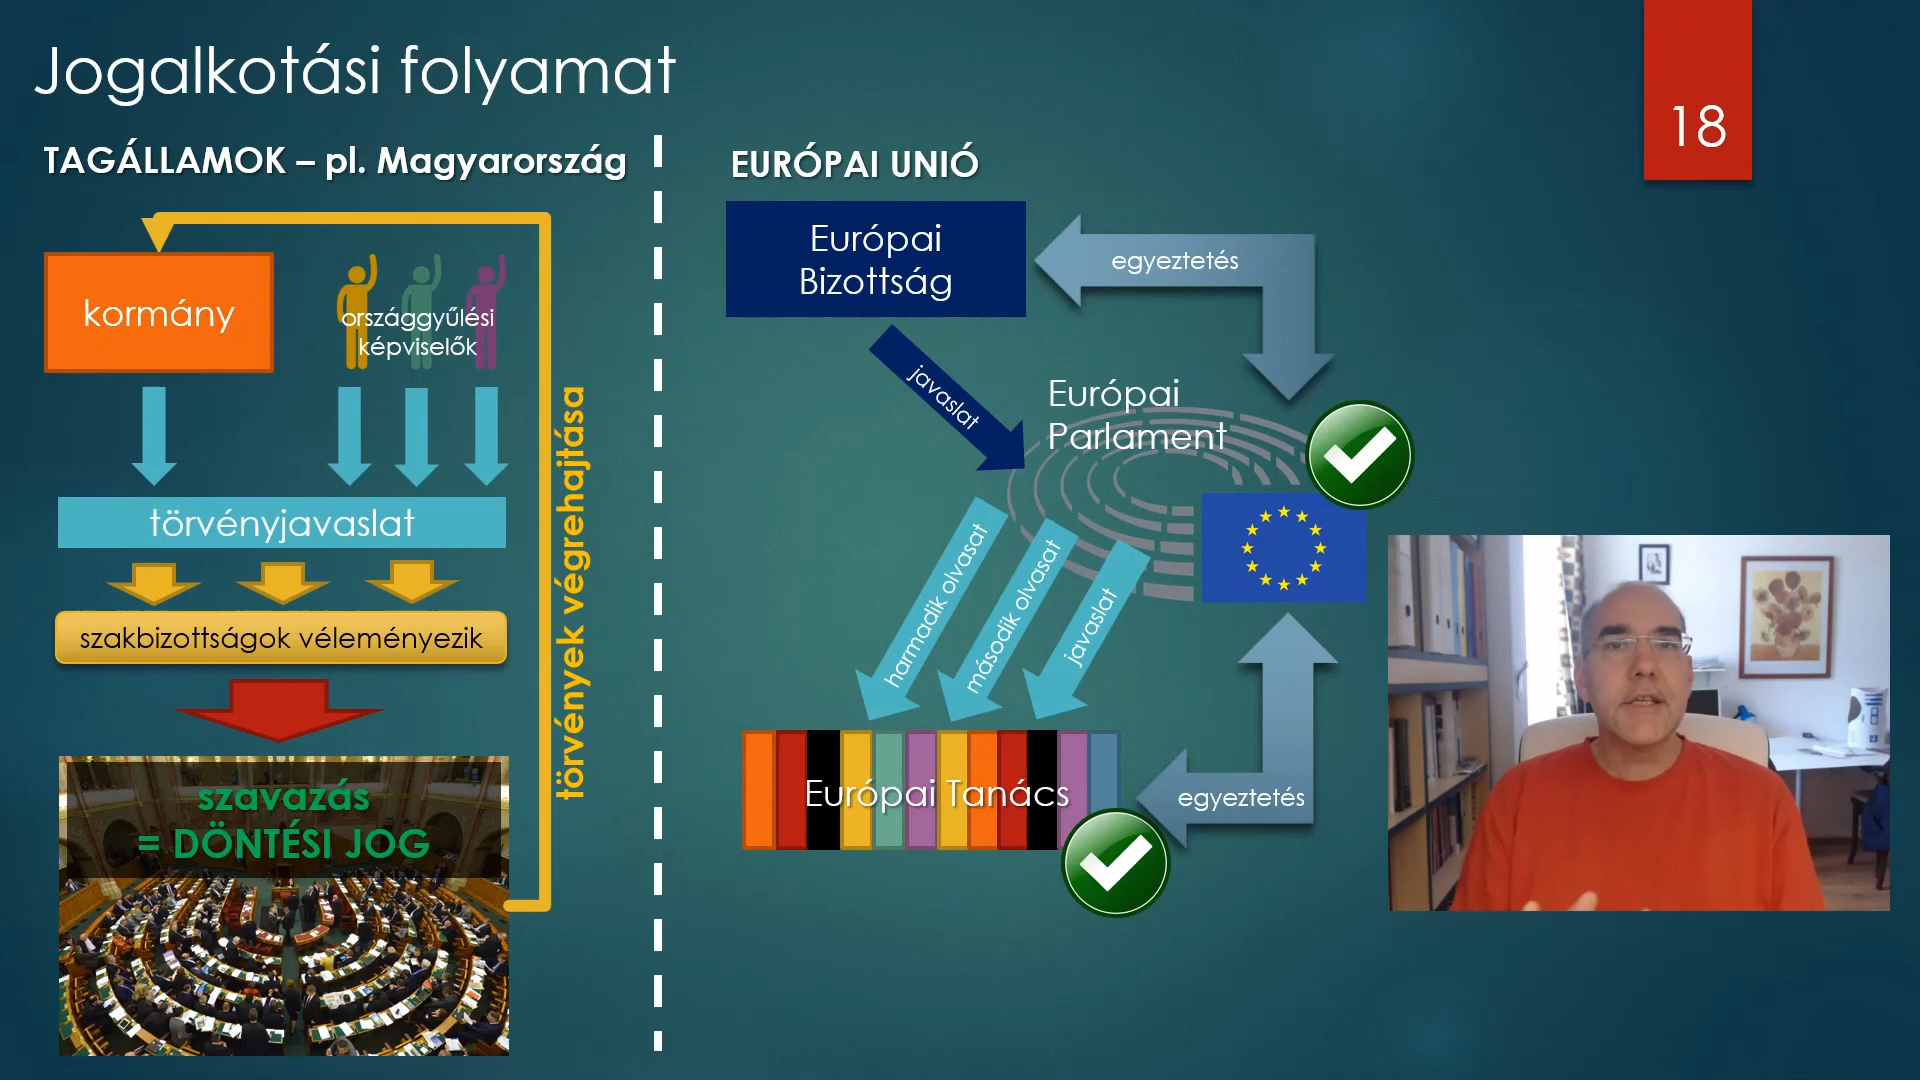 Jogalkotási folyamat
18
TAGÁLLAMOK – pl. Magyarország
kormány
országgyűlési
képviselők
törvényjavaslat
szakbizottságok véleményezik
szavazás
= DÖNTÉSI JOG
törvények végrehajtása
EURÓPAI UNIÓ
Európai
Bizottság
egyeztetés
javaslat
Európai
Parlament
harmadik olvasat
második olvasat
javaslat
Európai Tanács
egyeztetés